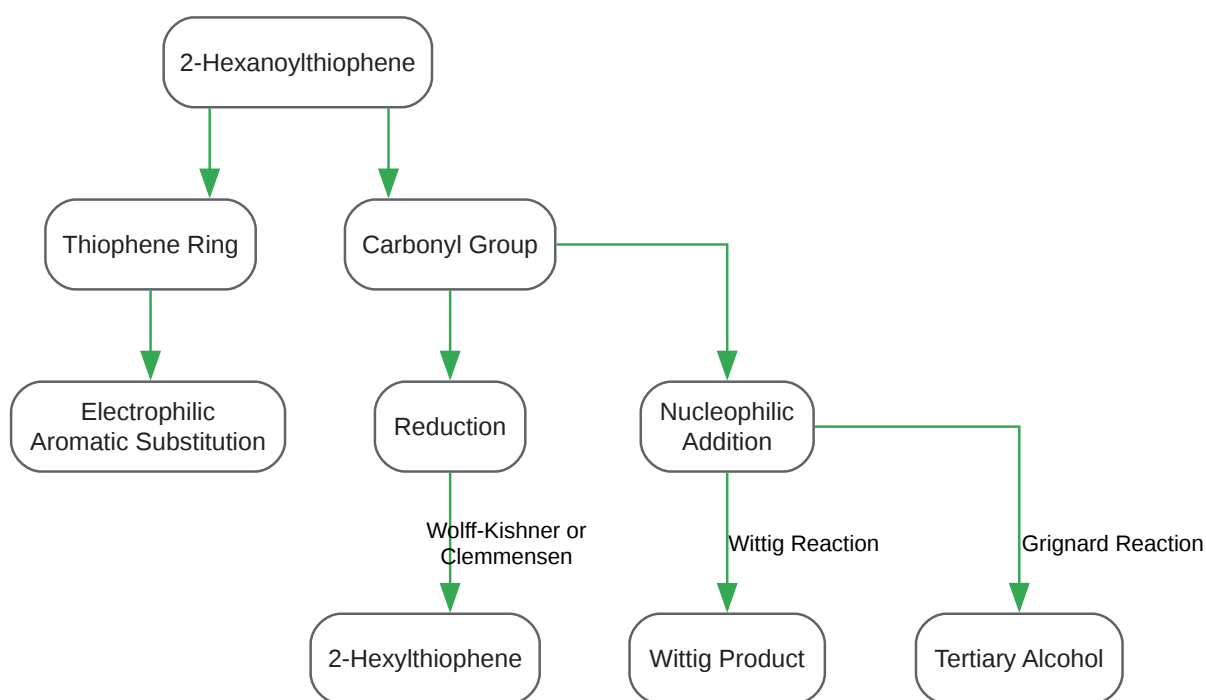 2-Hexanoylthiophene
Thiophene Ring
Carbonyl Group
Electrophilic
Aromatic Substitution
Reduction
Nucleophilic
Addition
Wolff-Kishner or
Clemmensen
Wittig Reaction
Grignard Reaction
2-Hexylthiophene
Wittig Product
Tertiary Alcohol